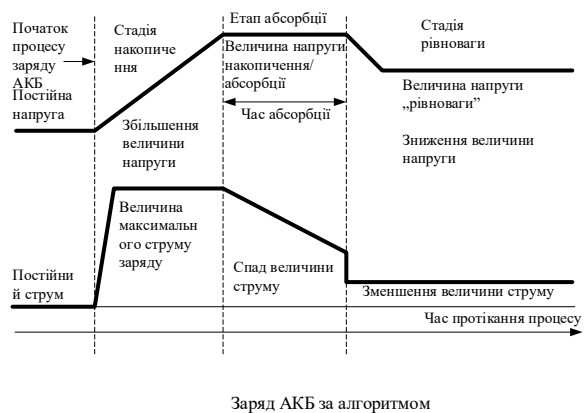 Початок
процесу
заряду
АКБ
Постійна
напруга
Стадія
накопиче
ння
Збільшення
величини
напруги
Етап абсорбції
Величина напруги
накопичення/
абсорбції
Час абсорбції
Стадія
рівноваги
Величина напруги
„рівноваги”
Зниження величини
напруги
Постійни
й струм
Величина
максимальн
ого струму
заряду
Спад величини
струму
Зменшення величини струму
Час протікання процесу
Заряд АКБ за алгоритмом